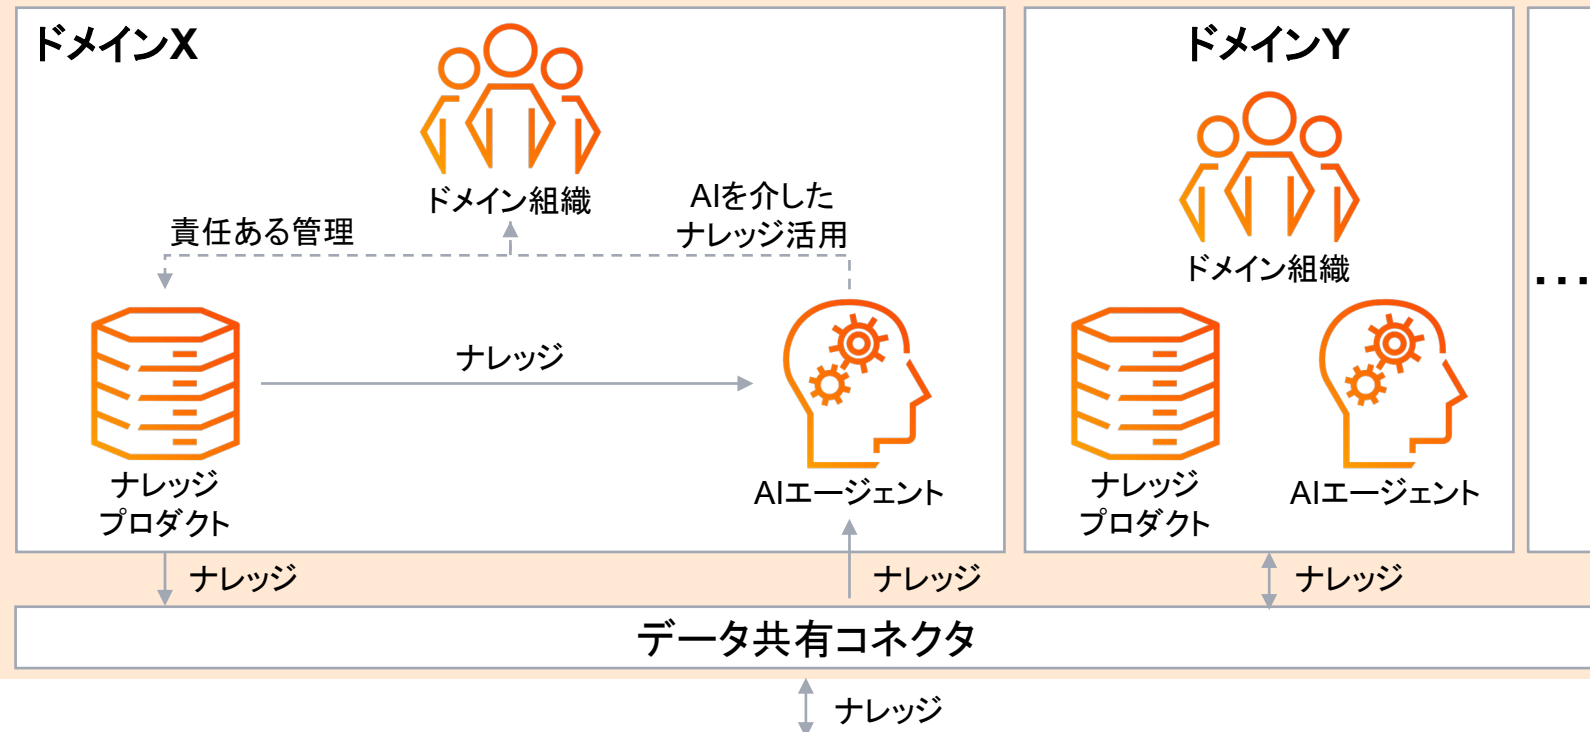 ドメインX
ドメイン組織
責任ある管理
AIを介した
ナレッジ活用
ナレッジ
ナレッジ
プロダクト
AIエージェント
ナレッジ
ナレッジ
ドメインY
ドメイン組織
ナレッジ
プロダクト
AIエージェント
ナレッジ
...
データ共有コネクタ
ナレッジ